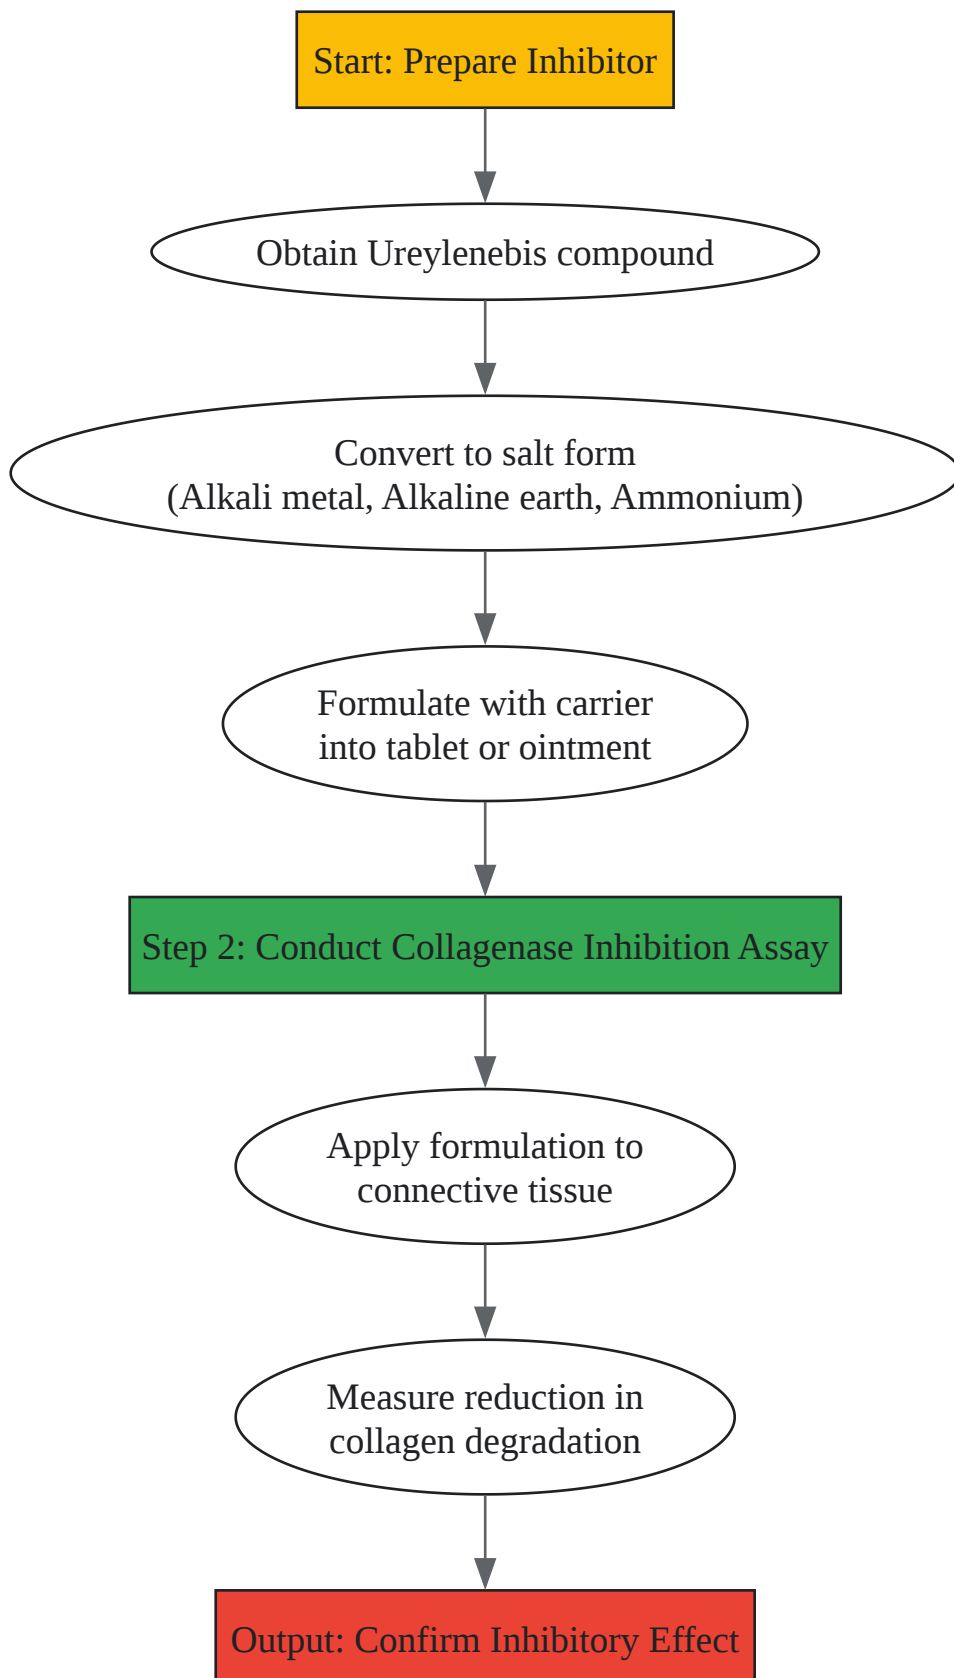 Start: Prepare Inhibitor
Obtain Ureylenebis compound
Convert to salt form
(Alkali metal, Alkaline earth, Ammonium)
Formulate with carrier
into tablet or ointment
Step 2: Conduct Collagenase Inhibition Assay
Apply formulation to
connective tissue
Measure reduction in
collagen degradation
Output: Confirm Inhibitory Effect